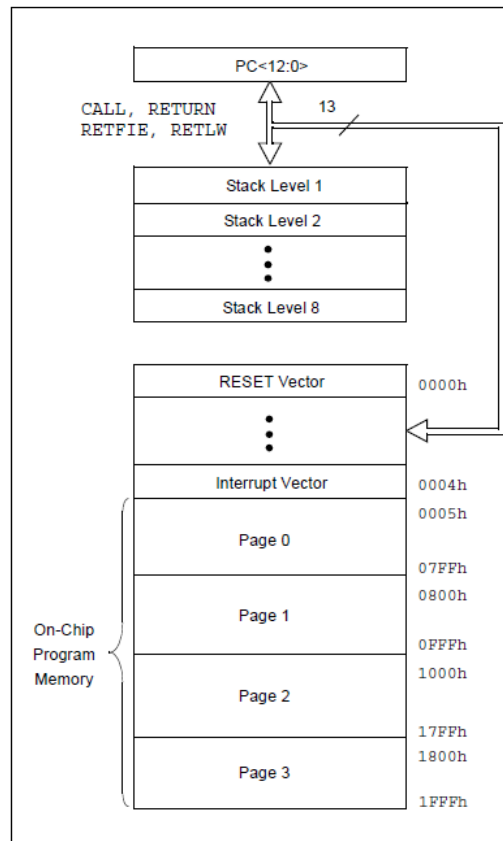 PC<12:0>
CALL, RETURN
RETFIE, RETLW
13
Stack Level 1
Stack Level 2
Stack Level 8
RESET Vector
0000h
Interrupt Vector
0004h
0005h
Page 0
07FFh
0800h
Page 1
0FFFh
On-Chip
Program
Memory
1000h
Page 2
17FFh
1800h
Page 3
1FFFh